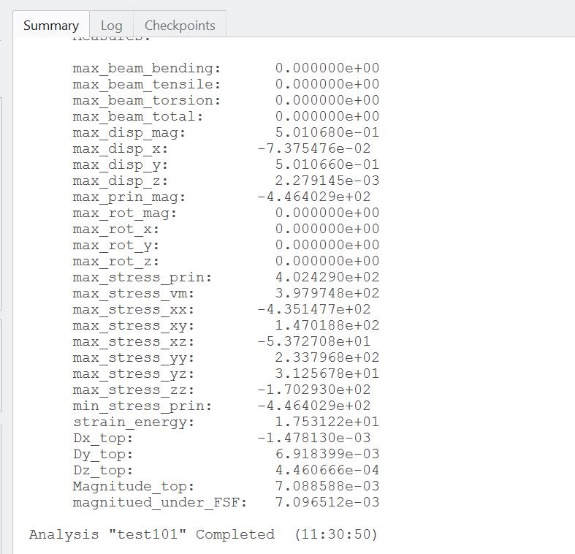 Summary Log Checkpoints
Measures:
max_beam_bending: 0.000000e+00
max_beam_tensile: 0.000000e+00
max_beam_torsion: 0.000000e+00
max_beam_total: 0.000000e+00
max_disp_mag: 5.010680e-01
max_disp_x: -7.375476e-02
max_disp_y: 5.010660e-01
max_disp_z: 2.279145e-03
max_prin_mag: -4.464029e+02
max_rot_mag: 0.000000e+00
max_rot_x: 0.000000e+00
max_rot_y: 0.000000e+00
max_rot_z: 0.000000e+00
max_stress_prin: 4.024290e+02
max_stress_vm: 3.979748e+02
max_stress_xx: -4.351477e+02
max_stress_xy: 1.470188e+02
max_stress_xz: -5.372708e+01
max_stress_yy: 2.337968e+02
max_stress_yz: 3.125678e+01
max_stress_zz: -1.702930e+02
min_stress_prin: -4.464029e+02
strain_energy: 1.753122e+01
Dx_top: -1.478130e-03
Dy_top: 6.918399e-03
Dz_top: 4.460666e-04
Magnitude_top: 7.088588e-03
magnitued_under_FSF: 7.096512e-03
Analysis "test101" Completed (11:30:50)